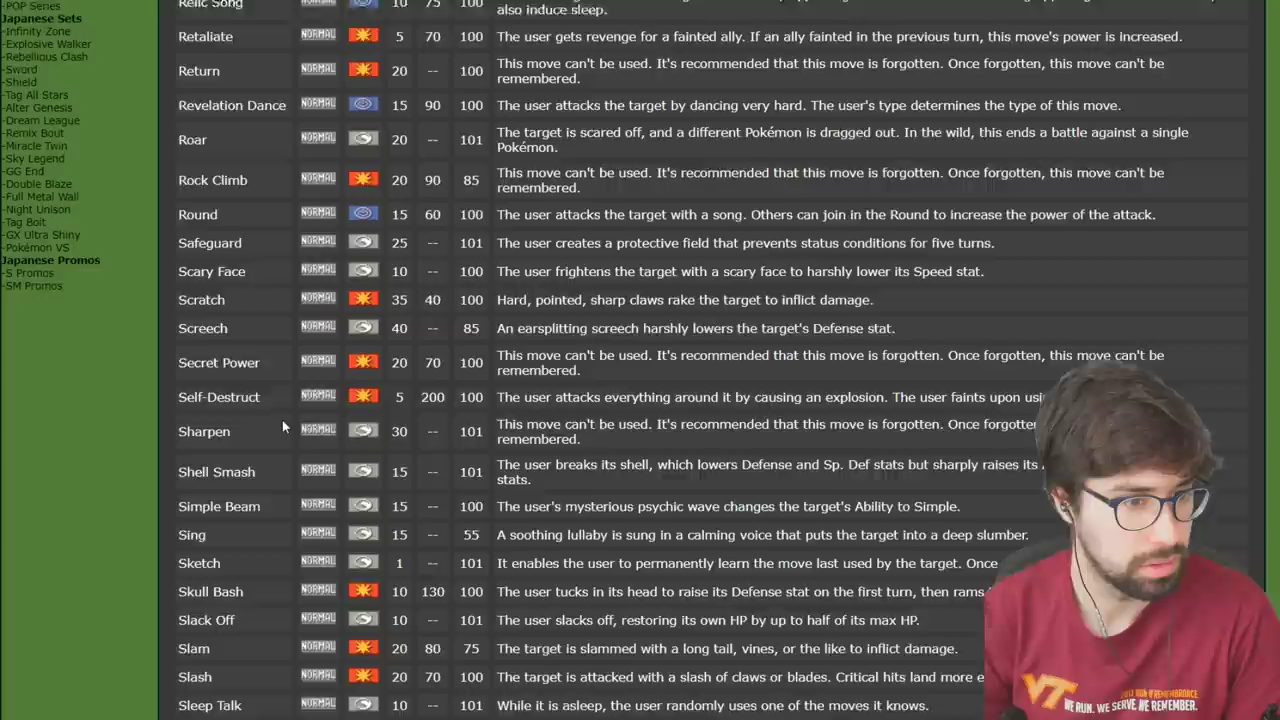 -POP Series
Japanese Sets
-Infinity Zone
-Explosive Walker
-Rebellious Clash
-Sword
-Shield
-Tag All Stars
-Alter Genesis
-Dream League
-Remix Bout
-Miracle Twin
-Sky Legend
-GG End
-Double Blaze
-Full Metal Wall
-Night Unison
-Tag Bolt
-GX Ultra Shiny
-Pokémon VS
Japanese Promos
-S Promos
-SM Promos
Relic Song NORMAL 10 75 100
also induce sleep.
Retaliate NORMAL 5 70 100 The user gets revenge for a fainted ally. If an ally fainted in the previous turn, this move's power is increased.
Return NORMAL 20 -- 100 This move can't be used. It's recommended that this move is forgotten. Once forgotten, this move can't be
remembered.
Revelation Dance NORMAL 15 90 100 The user attacks the target by dancing very hard. The user's type determines the type of this move.
Roar NORMAL 20 -- 101 The target is scared off, and a different Pokémon is dragged out. In the wild, this ends a battle against a single
Pokémon.
Rock Climb NORMAL 20 90 85 This move can't be used. It's recommended that this move is forgotten. Once forgotten, this move can't be
remembered.
Round NORMAL 15 60 100 The user attacks the target with a song. Others can join in the Round to increase the power of the attack.
Safeguard NORMAL 25 -- 101 The user creates a protective field that prevents status conditions for five turns.
Scary Face NORMAL 10 -- 100 The user frightens the target with a scary face to harshly lower its Speed stat.
Scratch NORMAL 35 40 100 Hard, pointed, sharp claws rake the target to inflict damage.
Screech NORMAL 40 -- 85 An earsplitting screech harshly lowers the target's Defense stat.
Secret Power NORMAL 20 70 100 This move can't be used. It's recommended that this move is forgotten. Once forgotten, this move can't be
remembered.
Self-Destruct NORMAL 5 200 100 The user attacks everything around it by causing an explosion. The user faints upon
Sharpen NORMAL 30 -- 101 This move can't be used. It's recommended that this move is forgotten. Once
remembered.
Shell Smash NORMAL 15 -- 101 The user breaks its shell, which lowers Defense and Sp. Def stats but sharply raises its
stats.
Simple Beam NORMAL 15 -- 100 The user's mysterious psychic wave changes the target's Ability to Simple.
Sing NORMAL 15 -- 55 A soothing lullaby is sung in a calming voice that puts the target into a deep slumber.
Sketch NORMAL 1 -- 101 It enables the user to permanently learn the move last used by the target. Once
Skull Bash NORMAL 10 130 100 The user tucks in its head to raise its Defense stat on the first turn, then rams
Slack Off NORMAL 10 -- 101 The user slacks off, restoring its own HP by up to half of its max HP.
Slam NORMAL 20 80 75 The target is slammed with a long tail, vines, or the like to inflict damage.
Slash NORMAL 20 70 100 The target is attacked with a slash of claws or blades. Critical hits land more
Sleep Talk NORMAL 10 -- 101 While it is asleep, the user randomly uses one of the moves it knows.
VT
WE RUN. WE SERVE. WE REMEMBER.